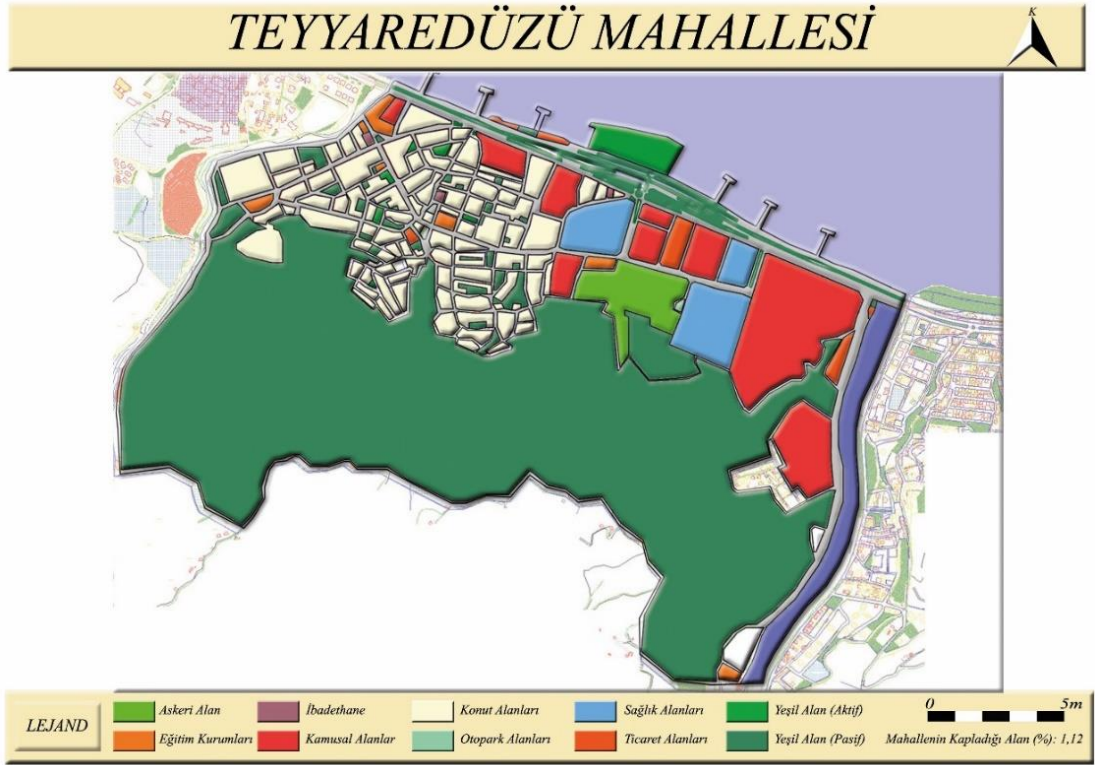 TEYYAREDÜZÜ MAHALLESİ
K
LEJAND
Askeri Alan
İbadethane
Konut Alanları
Sağlık Alanları
Yeşil Alan (Aktif)
0 5m
Eğitim Kurumları
Kamusal Alanlar
Otopark Alanları
Ticaret Alanları
Yeşil Alan (Pasif)
Mahallenin Kapladığı Alan (%): 1,12